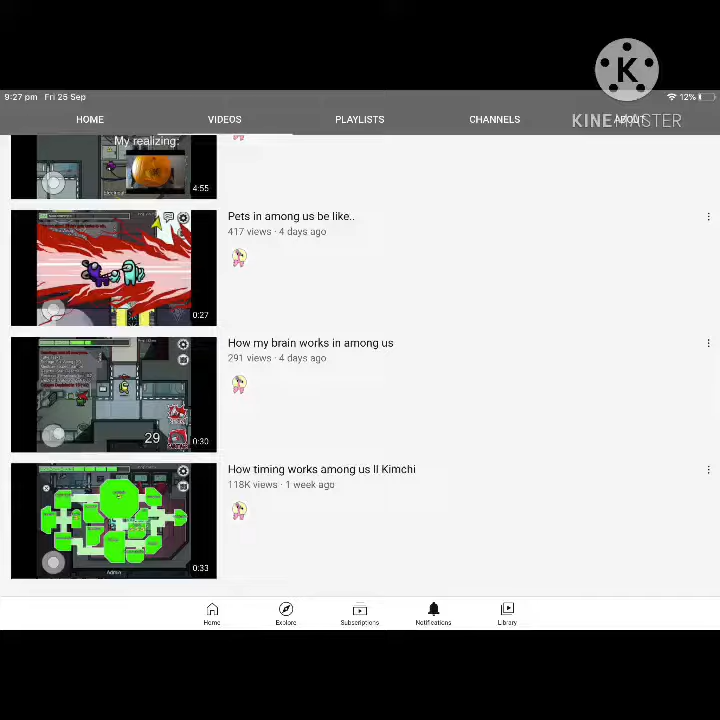 K
KINEMASTER
9:27 pm Fri 25 Sep
12%
HOME VIDEOS PLAYLISTS CHANNELS ABOUT
My realizing:
4:55
Pets in among us be like..
417 views · 4 days ago
0:27
How my brain works in among us
291 views · 4 days ago
29
0:30
How timing works among us ll Kimchi
118K views · 1 week ago
Admin
0:33
Home Explore Subscriptions Notifications Library